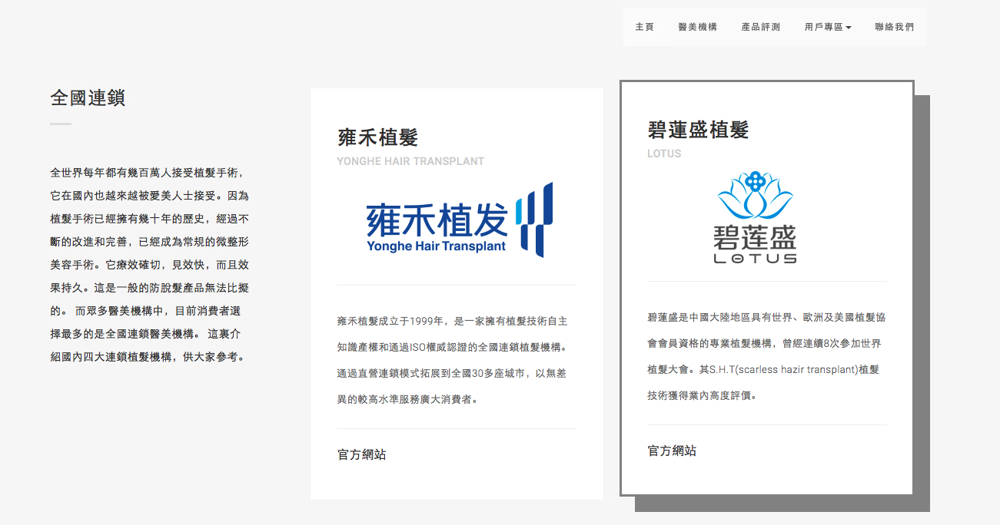 主頁 醫美機構 產品評測 用戶專區 聯絡我們
全國連鎖
全世界每年都有幾百萬人接受植髮手術，
它在國內也越來越被愛美人士接受。因為
植髮手術已經擁有幾十年的歷史，經過不
斷的改進和完善，已經成為常規的微整形
美容手術。它療效確切，見效快，而且效
果持久。這是一般的防脫髮產品無法比擬
的。 而眾多醫美機構中，目前消費者選
擇最多的是全國連鎖醫美機構。 這裏介
紹國內四大連鎖植髮機構，供大家參考。
雍禾植髮
YONGHE HAIR TRANSPLANT
雍禾植发
Yonghe Hair Transplant
雍禾植髮成立于1999年，是一家擁有植髮技術自主
知識產權和通過ISO權威認證的全國連鎖植髮機構。
通過直營連鎖模式拓展到全國30多座城市，以無差
異的較高水準服務廣大消費者。
官方網站
碧蓮盛植髮
LOTUS
碧莲盛
LOTUS
碧蓮盛是中國大陸地區具有世界、歐洲及美國植髮協
會會員資格的專業植髮機構，曾經連續8次參加世界
植髮大會。其S.H.T(scarless hazir transplant)植髮
技術獲得業內高度評價。
官方網站